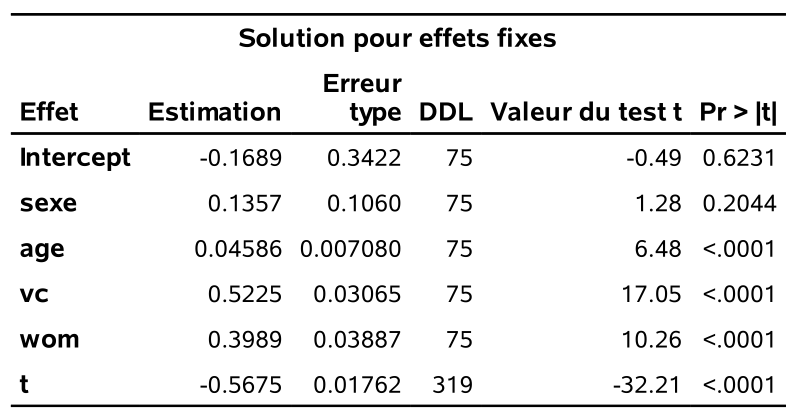 Solution pour effets fixes
Effet Estimation Erreur type DDL Valeur du test t Pr > |t|
Intercept -0.1689 0.3422 75 -0.49 0.6231
sexe 0.1357 0.1060 75 1.28 0.2044
age 0.04586 0.007080 75 6.48 <.0001
vc 0.5225 0.03065 75 17.05 <.0001
wom 0.3989 0.03887 75 10.26 <.0001
t -0.5675 0.01762 319 -32.21 <.0001